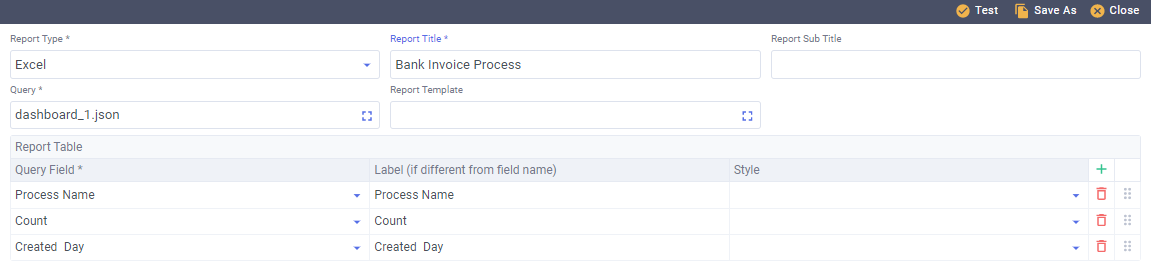 Test Save As Close
Report Type * Report Title * Report Sub Title
Excel Bank Invoice Process
Query * Report Template
dashboard_1.json
Report Table
Query Field * Label (if different from field name) Style
Process Name Process Name
Count Count
Created Day Created Day